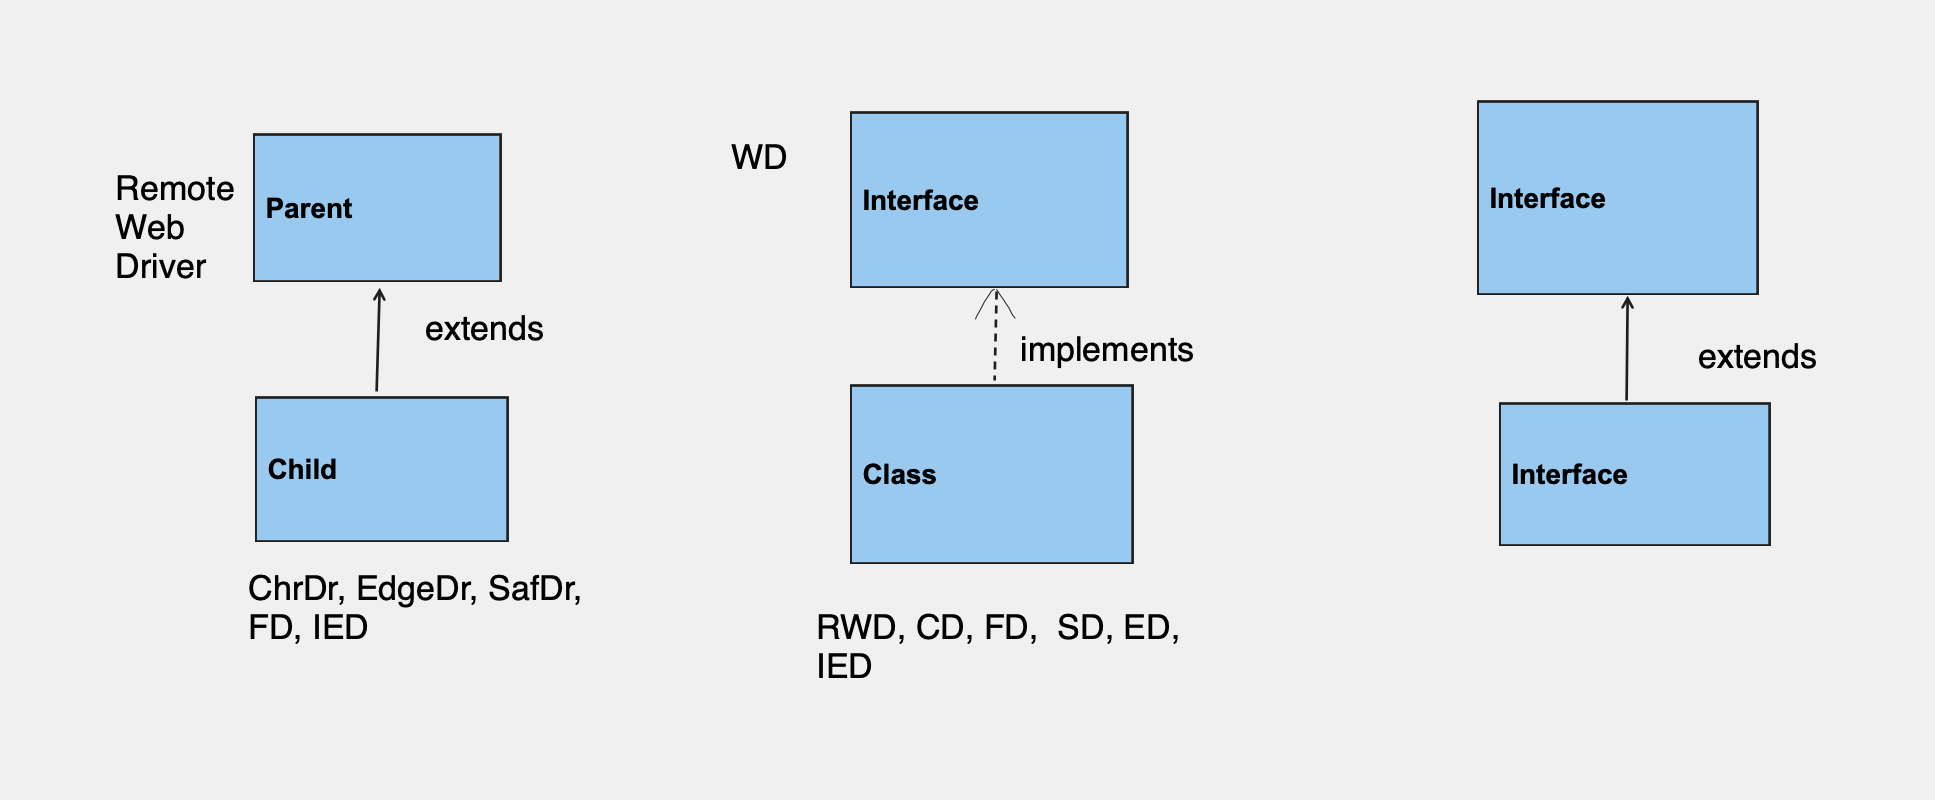 Remote
Web
Driver
Parent
extends
Child
ChrDr, EdgeDr, SafDr,
FD, IED
WD
Interface
implements
Class
RWD, CD, FD,  SD, ED,
IED
Interface
extends
Interface